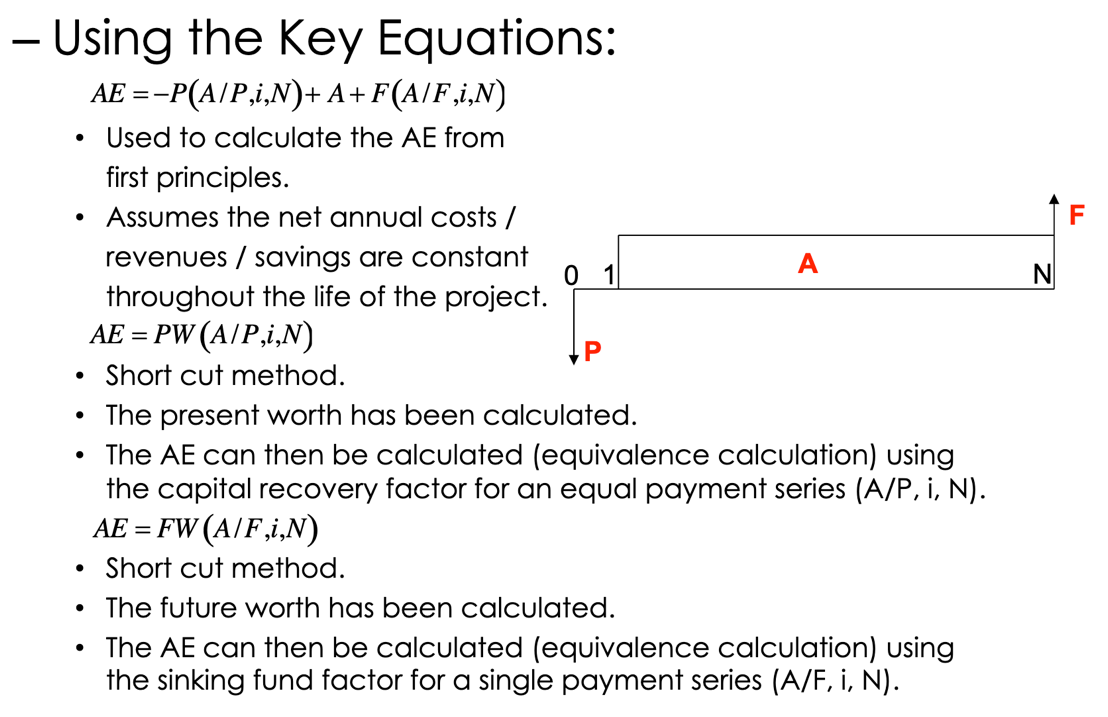 – Using the Key Equations:
AE = –P(A/P,i,N)+ A+ F(A/F,i,N)
• Used to calculate the AE from
first principles.
• Assumes the net annual costs /
revenues / savings are constant
throughout the life of the project.
F
A
0 1 N
P
AE = PW(A/P,i,N)
• Short cut method.
• The present worth has been calculated.
• The AE can then be calculated (equivalence calculation) using
the capital recovery factor for an equal payment series (A/P, i, N).
AE = FW(A/F,i,N)
• Short cut method.
• The future worth has been calculated.
• The AE can then be calculated (equivalence calculation) using
the sinking fund factor for a single payment series (A/F, i, N).